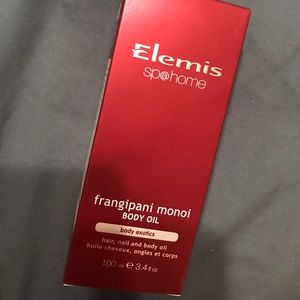 Elemis
sp@home
frangipani monoi
BODY OIL
body exotics
hair, nail and body oil
huile cheveux, ongles et corps
100 ml e 3.4 fl oz